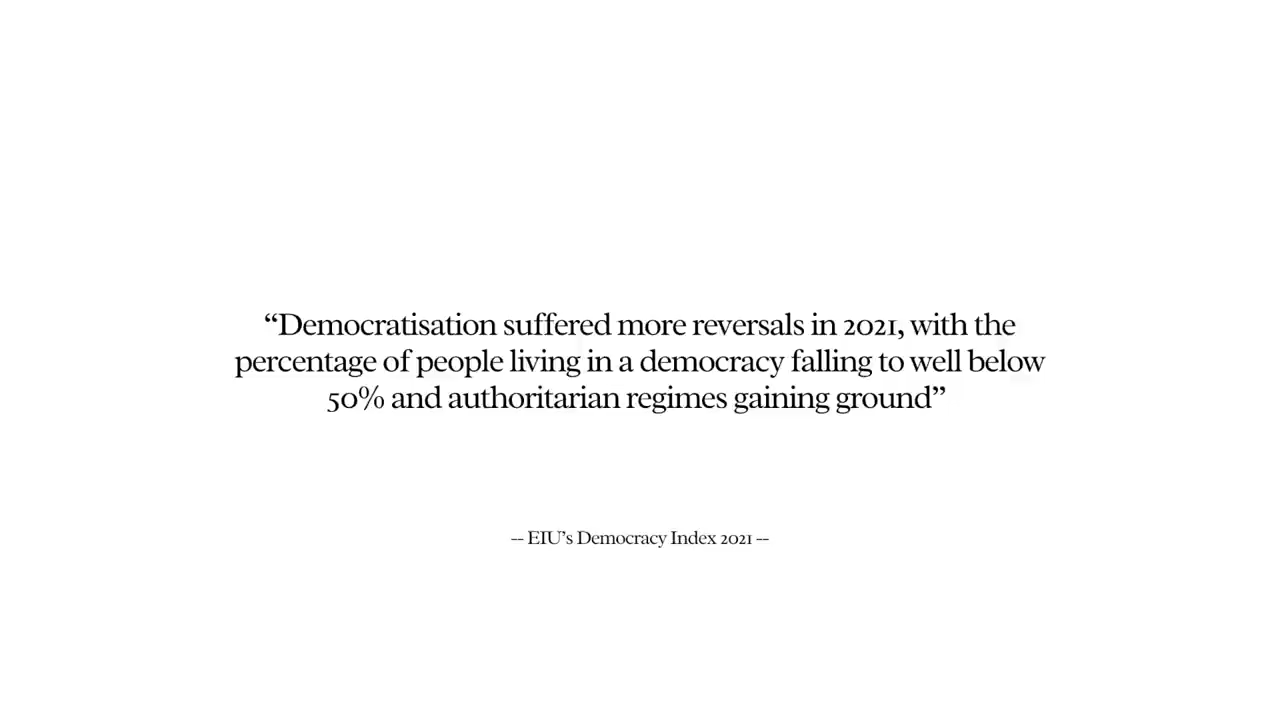 “Democratisation suffered more reversals in 2021, with the
percentage of people living in a democracy falling to well below
50% and authoritarian regimes gaining ground”
-- EIU’s Democracy Index 2021 --